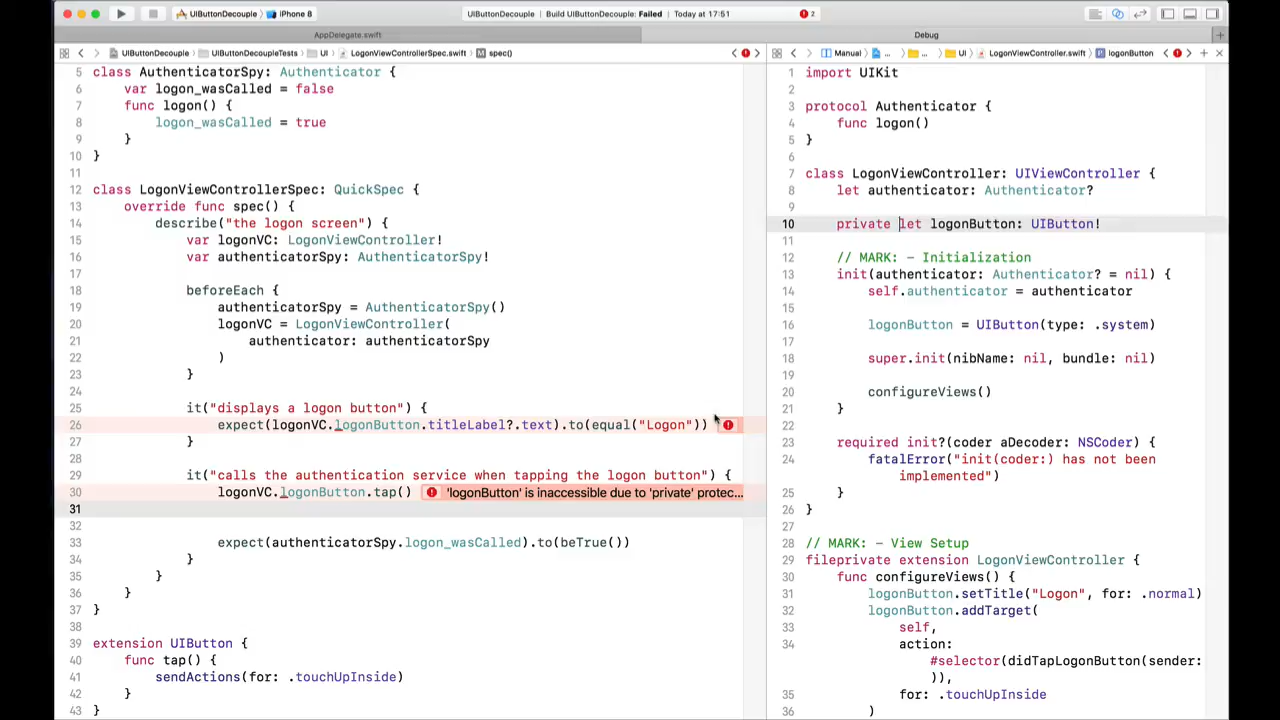 UIButtonDecouple
iPhone 8
UIButtonDecouple | Build UIButtonDecouple: Failed | Today at 17:51
2
AppDelegate.swift
Debug
UIButtonDecouple
UIButtonDecoupleTests
UI
LogonViewControllerSpec.swift
spec()
Manual
UI
LogonViewController.swift
logonButton
5 class AuthenticatorSpy: Authenticator {
6 var logon_wasCalled = false
7 func logon() {
8 logon_wasCalled = true
9 }
10 }
11
12 class LogonViewControllerSpec: QuickSpec {
13 override func spec() {
14 describe("the logon screen") {
15 var logonVC: LogonViewController!
16 var authenticatorSpy: AuthenticatorSpy!
17
18 beforeEach {
19 authenticatorSpy = AuthenticatorSpy()
20 logonVC = LogonViewController(
21 authenticator: authenticatorSpy
22 )
23 }
24
25 it("displays a logon button") {
26 expect(logonVC.logonButton.titleLabel?.text).to(equal("Logon"))
27 }
28
29 it("calls the authentication service when tapping the logon button") {
30 logonVC.logonButton.tap() 'logonButton' is inaccessible due to 'private' protec...
31
32
33 expect(authenticatorSpy.logon_wasCalled).to(beTrue())
34 }
35 }
36 }
37 }
38
39 extension UIButton {
40 func tap() {
41 sendActions(for: .touchUpInside)
42 }
43 }
1 import UIKit
2
3 protocol Authenticator {
4 func logon()
5 }
6
7 class LogonViewController: UIViewController {
8 let authenticator: Authenticator?
9
10 private let logonButton: UIButton!
11
12 // MARK: - Initialization
13 init(authenticator: Authenticator? = nil) {
14 self.authenticator = authenticator
15
16 logonButton = UIButton(type: .system)
17
18 super.init(nibName: nil, bundle: nil)
19
20 configureViews()
21 }
22
23 required init?(coder aDecoder: NSCoder) {
24 fatalError("init(coder:) has not been
implemented")
25 }
26 }
27
28 // MARK: - View Setup
29 fileprivate extension LogonViewController {
30 func configureViews() {
31 logonButton.setTitle("Logon", for: .normal)
32 logonButton.addTarget(
33 self,
34 action:
#selector(didTapLogonButton(sender:
)),
35 for: .touchUpInside
36 )